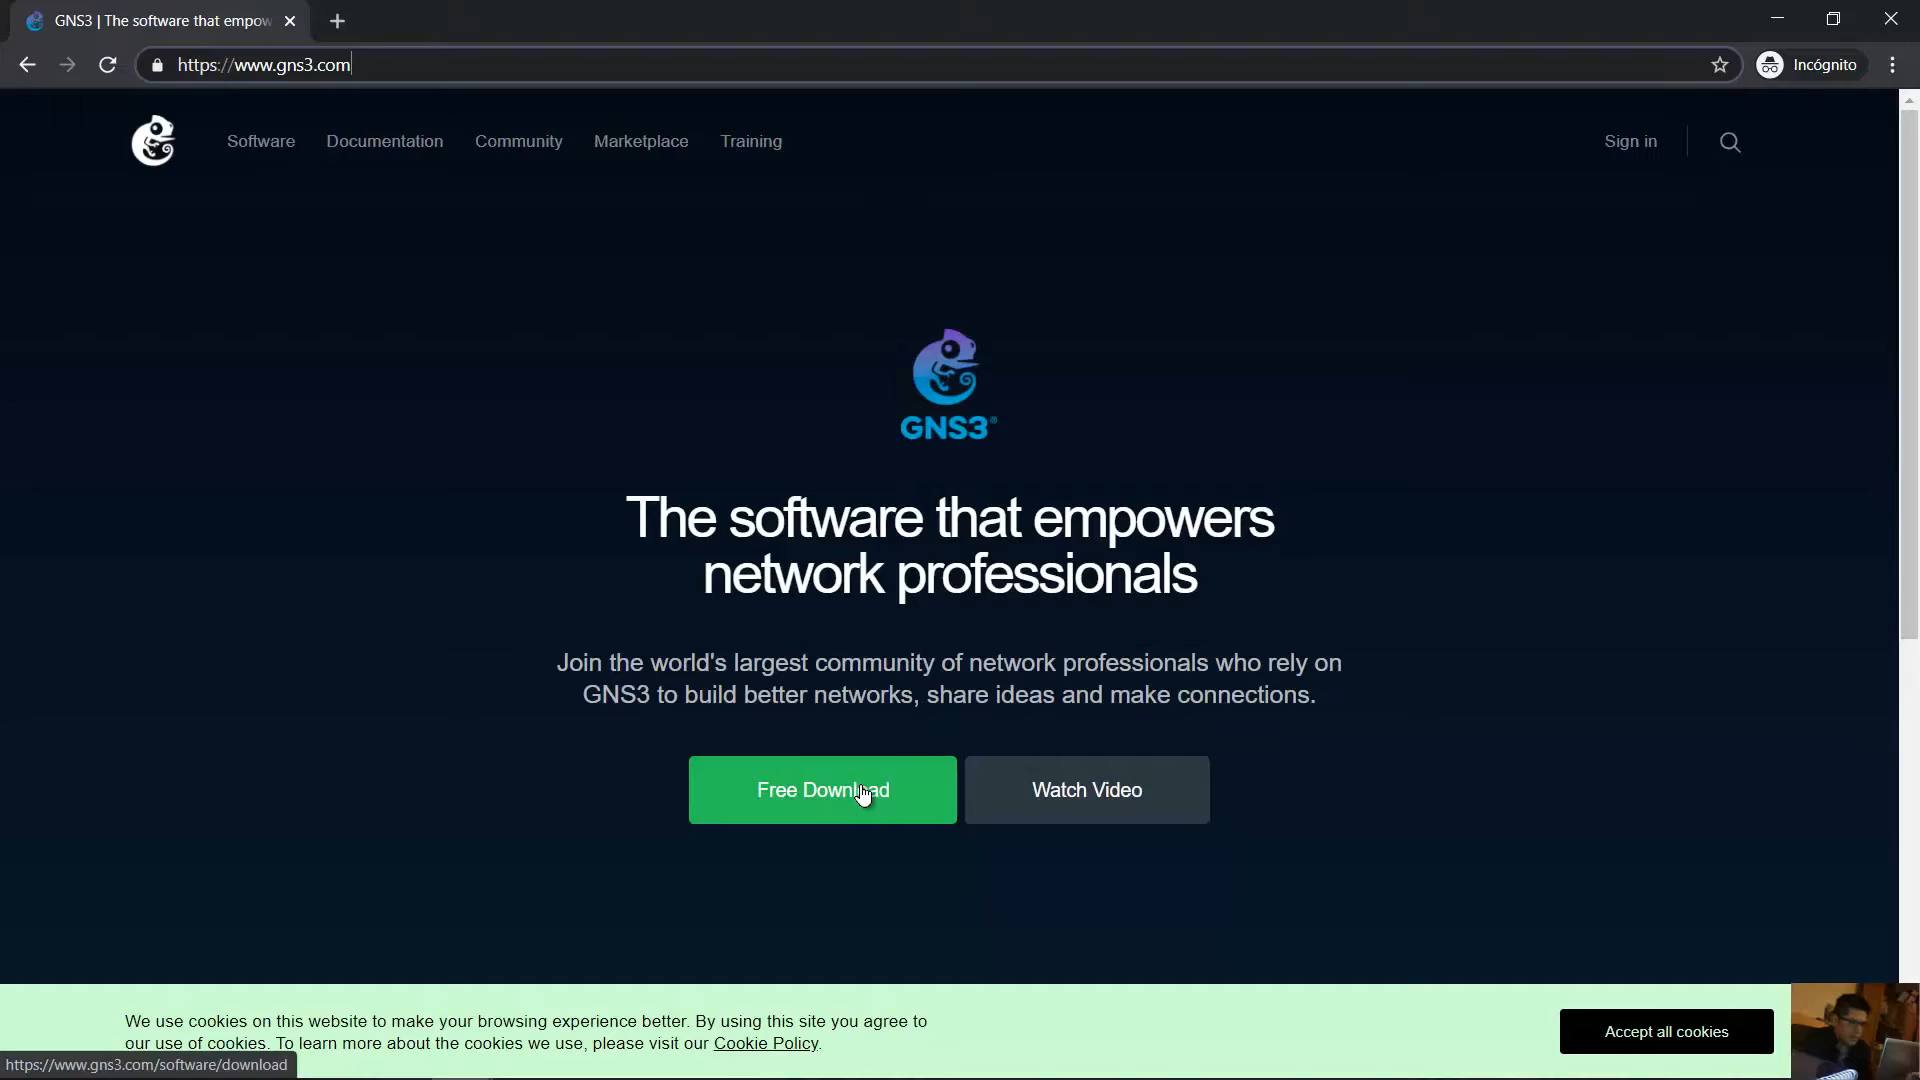 GNS3 | The software that empow
https://www.gns3.com
Incógnito
Software
Documentation
Community
Marketplace
Training
Sign in
GNS3®
The software that empowers
network professionals
Join the world's largest community of network professionals who rely on
GNS3 to build better networks, share ideas and make connections.
Free Download
Watch Video
We use cookies on this website to make your browsing experience better. By using this site you agree to
our use of cookies. To learn more about the cookies we use, please visit our Cookie Policy.
Accept all cookies
https://www.gns3.com/software/download